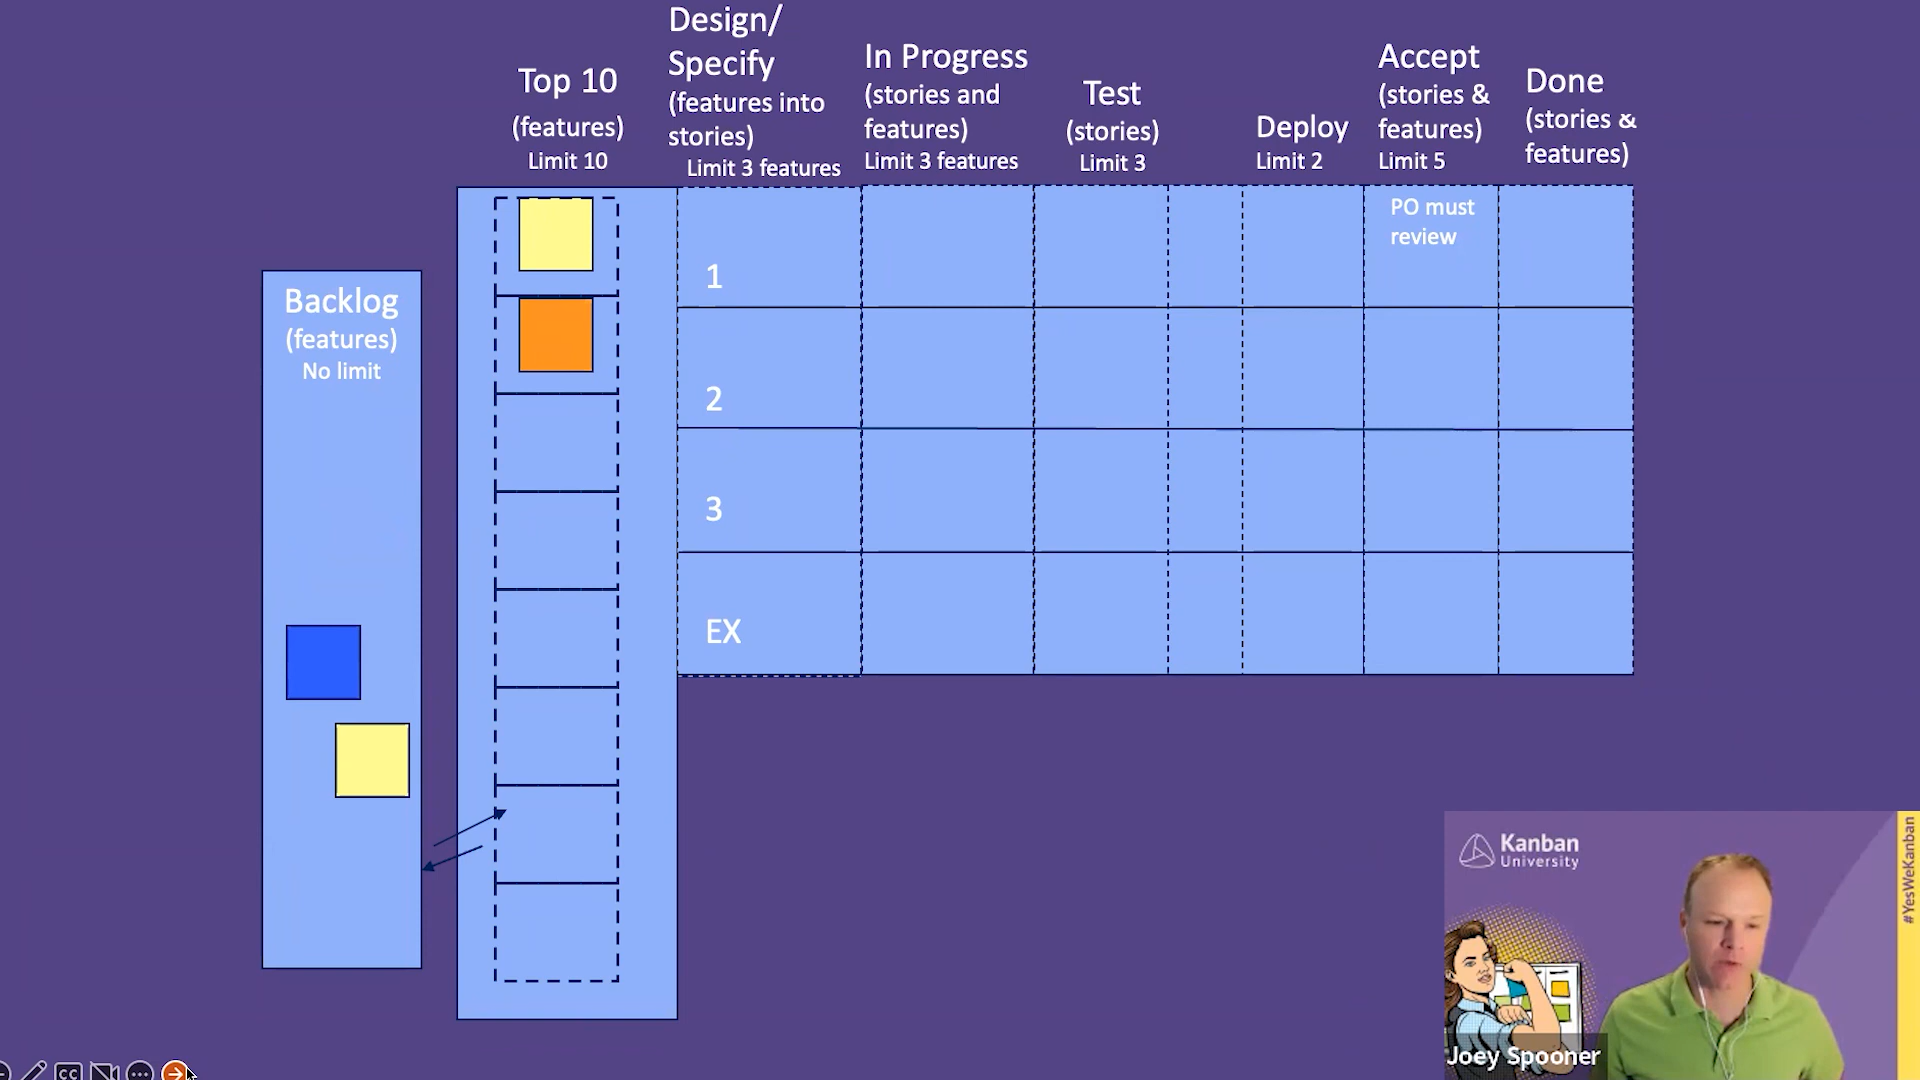 Backlog
(features)
No limit
Top 10
(features)
Limit 10
Design/
Specify
(features into
stories)
Limit 3 features
In Progress
(stories and
features)
Limit 3 features
Test
(stories)
Limit 3
Deploy
Limit 2
Accept
(stories &
features)
Limit 5
Done
(stories &
features)
PO must
review
1
2
3
EX
Kanban
University
#YesWeKanban
Joey Spooner
CC